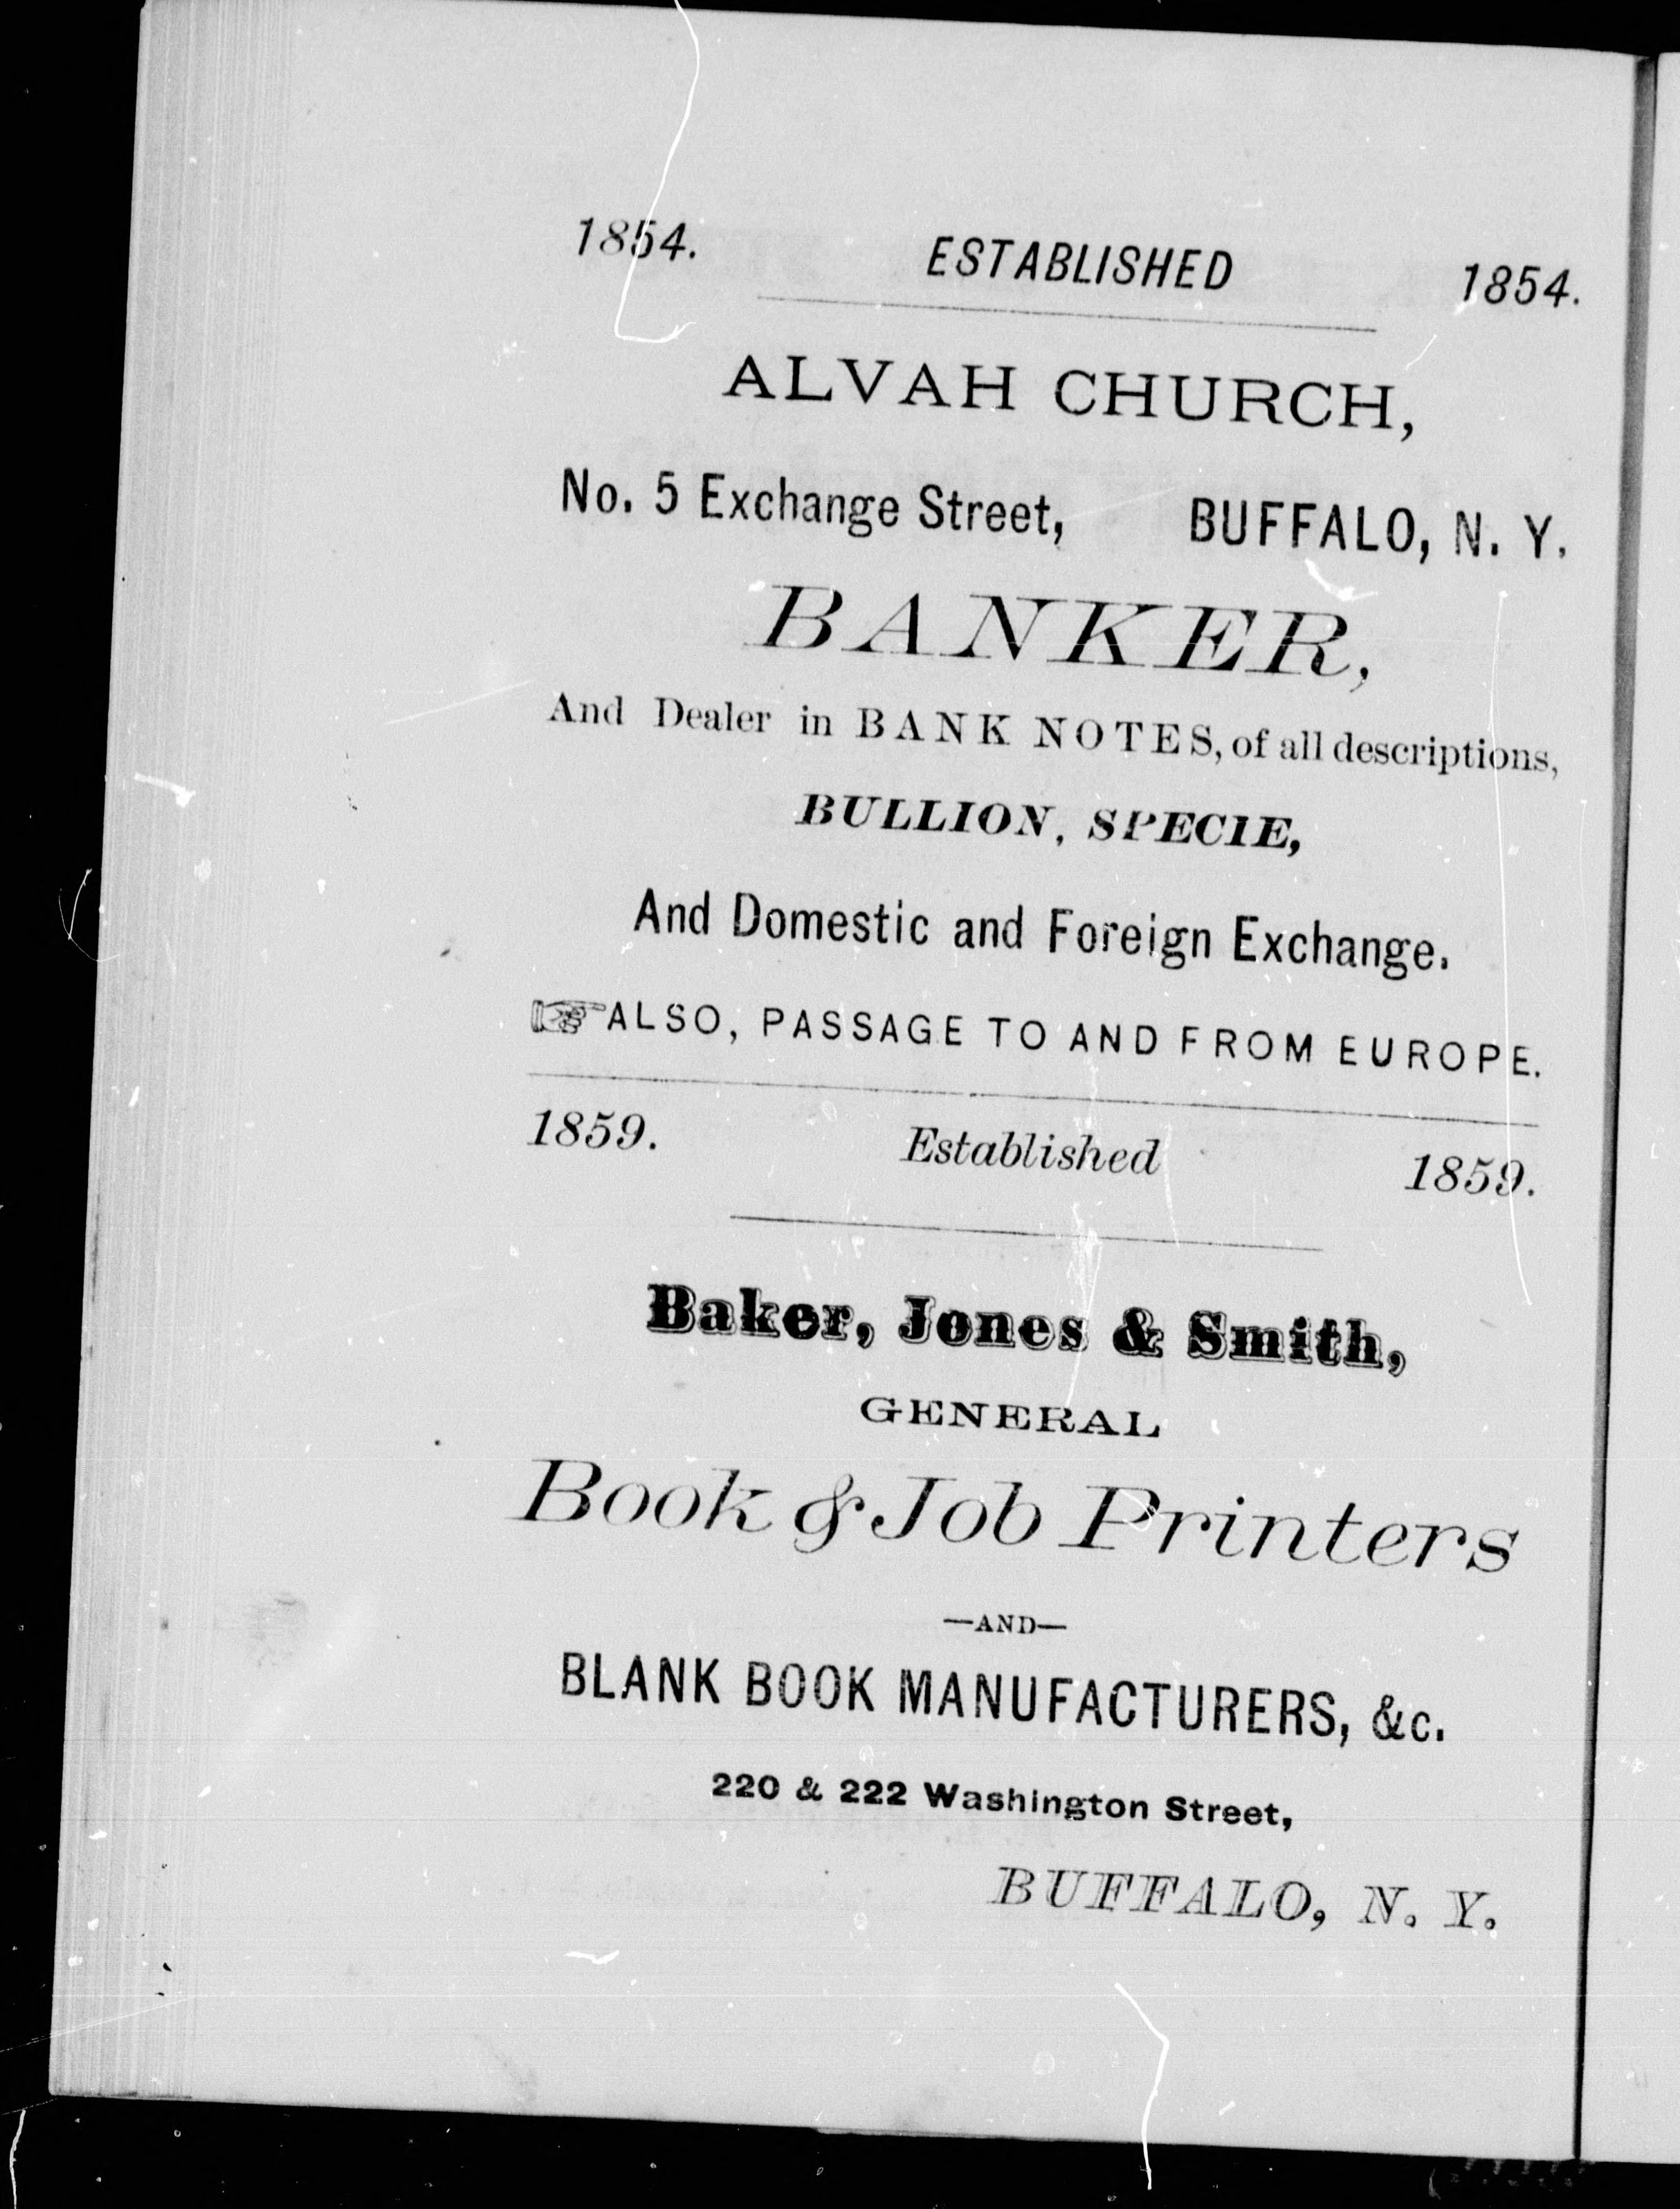 1854. ESTABLISHED 1854.
ALVAH CHURCH,
No. 5 Exchange Street, BUFFALO, N. Y.
BANKER,
And Dealer in BANK NOTES, of all descriptions,
BULLION, SPECIE,
And Domestic and Foreign Exchange.
☞ALSO, PASSAGE TO AND FROM EUROPE.
1859. Established 1859.
Baker, Jones & Smith,
GENERAL
Book & Job Printers
—AND—
BLANK BOOK MANUFACTURERS, &c.
220 & 222 Washington Street,
BUFFALO, N. Y.